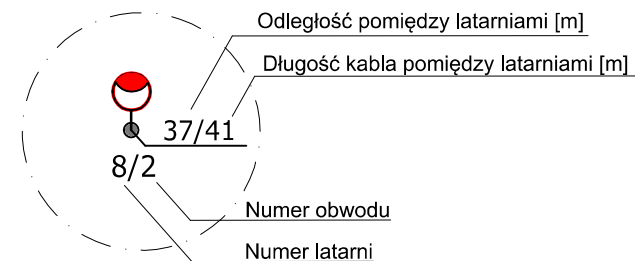 Odległość pomiędzy latarniami [m]
Długość kabla pomiędzy latarniami [m]
37/41
8/2
Numer obwodu
Numer latarni